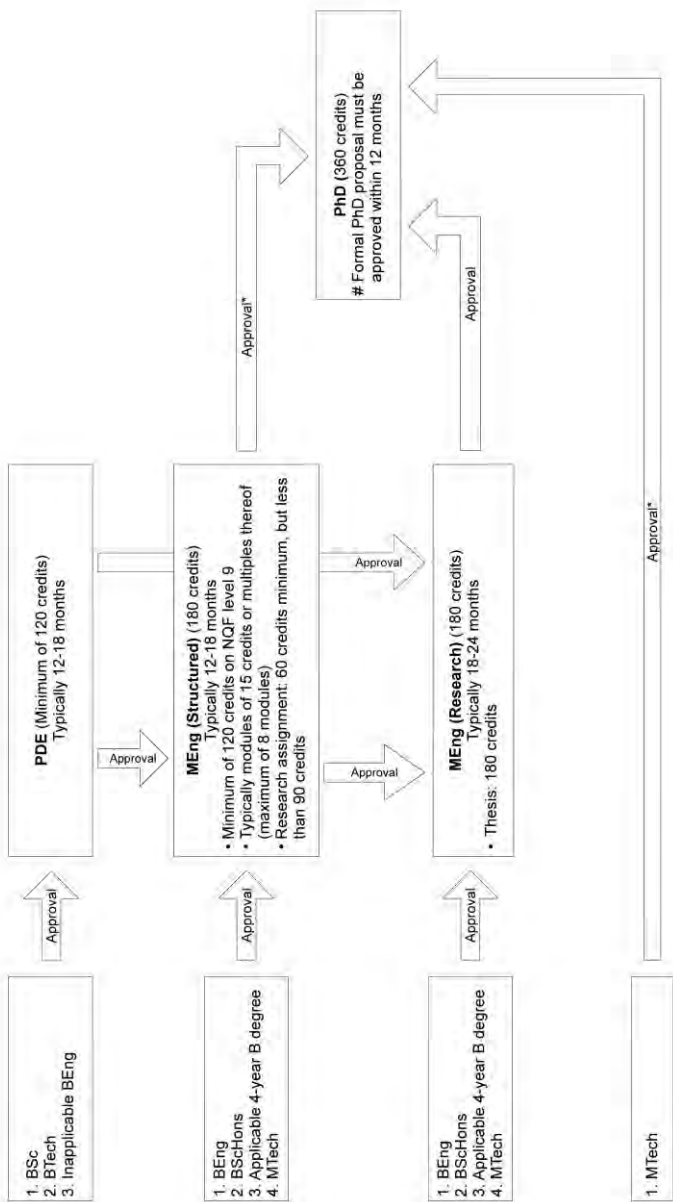 1. BSc
2. BTech
3. Inapplicable BEng
Approval
PDE (Minimum of 120 credits)
Typically 12-18 months
Approval
1. BEng
2. BScHons
3. Applicable 4-year B degree
4. MTech
Approval
MEng (Structured) (180 credits)
Typically 12-18 months
• Minimum of 120 credits on NQF level 9
• Typically modules of 15 credits or multiples thereof
(maximum of 8 modules)
• Research assignment: 60 credits minimum, but less
than 90 credits
Approval*
Approval
Approval
1. BEng
2. BScHons
3. Applicable 4-year B degree
4. MTech
Approval
MEng (Research) (180 credits)
Typically 18-24 months
• Thesis: 180 credits
Approval
PhD (360 credits)
# Formal PhD proposal must be
approved within 12 months
1. MTech
Approval*